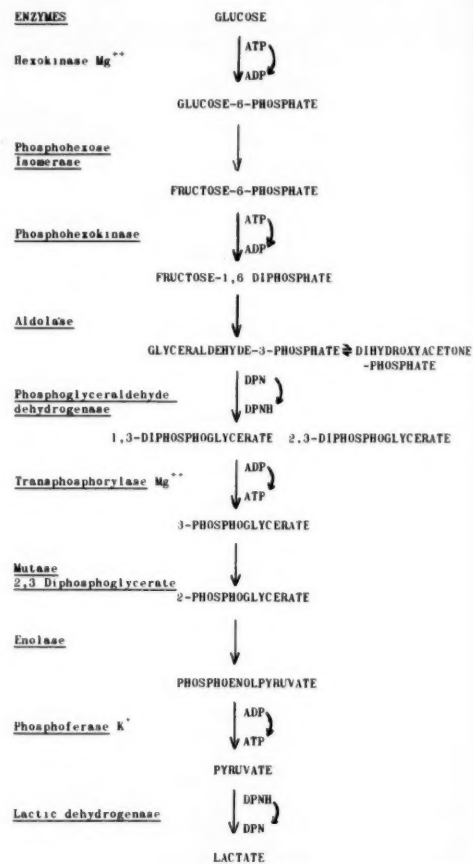 ENZYMES GLUCOSE
ATP
Hexokinase Mg++
ADP
GLUCOSE-6-PHOSPHATE
Phosphohexose
Isomerase
FRUCTOSE-6-PHOSPHATE
ATP
Phosphohexokinase
ADP
FRUCTOSE-1,6 DIPHOSPHATE
Aldolase
GLYCERALDEHYDE-3-PHOSPHATE ⇌ DIHYDROXYACETONE
-PHOSPHATE
DPN
Phosphoglyceraldehyde
dehydrogenase DPNH
1,3-DIPHOSPHOGLYCERATE 2,3-DIPHOSPHOGLYCERATE
ADP
Transphosphorylase Mg++
ATP
3-PHOSPHOGLYCERATE
Mutase
2,3 Diphosphoglycerate
2-PHOSPHOGLYCERATE
Enolase
PHOSPHOENOLPYRUVATE
ADP
Phosphoferase K+
ATP
PYRUVATE
DPNH
Lactic dehydrogenase
DPN
LACTATE